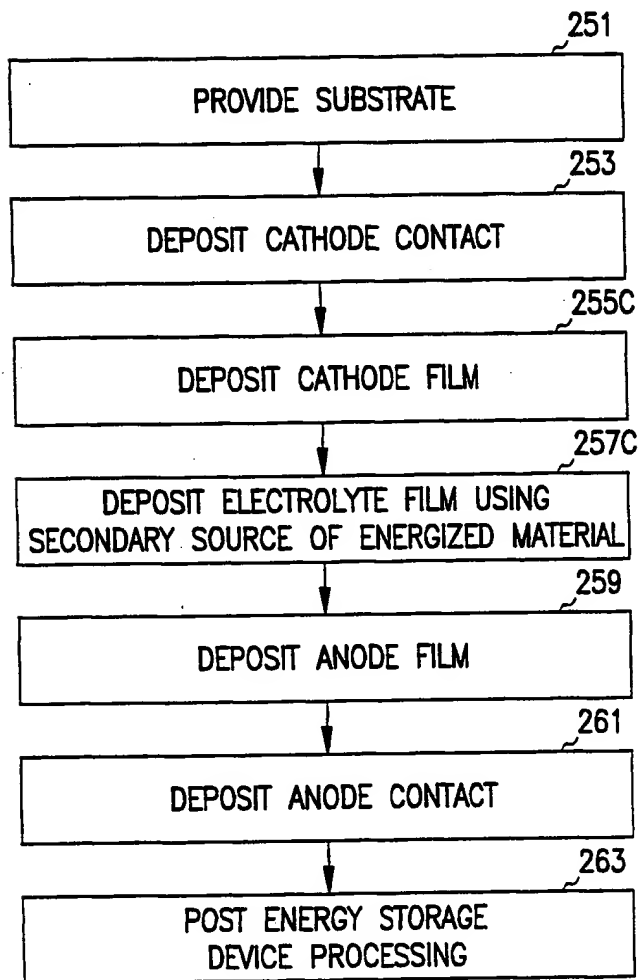 251
PROVIDE SUBSTRATE
253
DEPOSIT CATHODE CONTACT
255C
DEPOSIT CATHODE FILM
257C
DEPOSIT ELECTROLYTE FILM USING
SECONDARY SOURCE OF ENERGIZED MATERIAL
259
DEPOSIT ANODE FILM
261
DEPOSIT ANODE CONTACT
263
POST ENERGY STORAGE
DEVICE PROCESSING